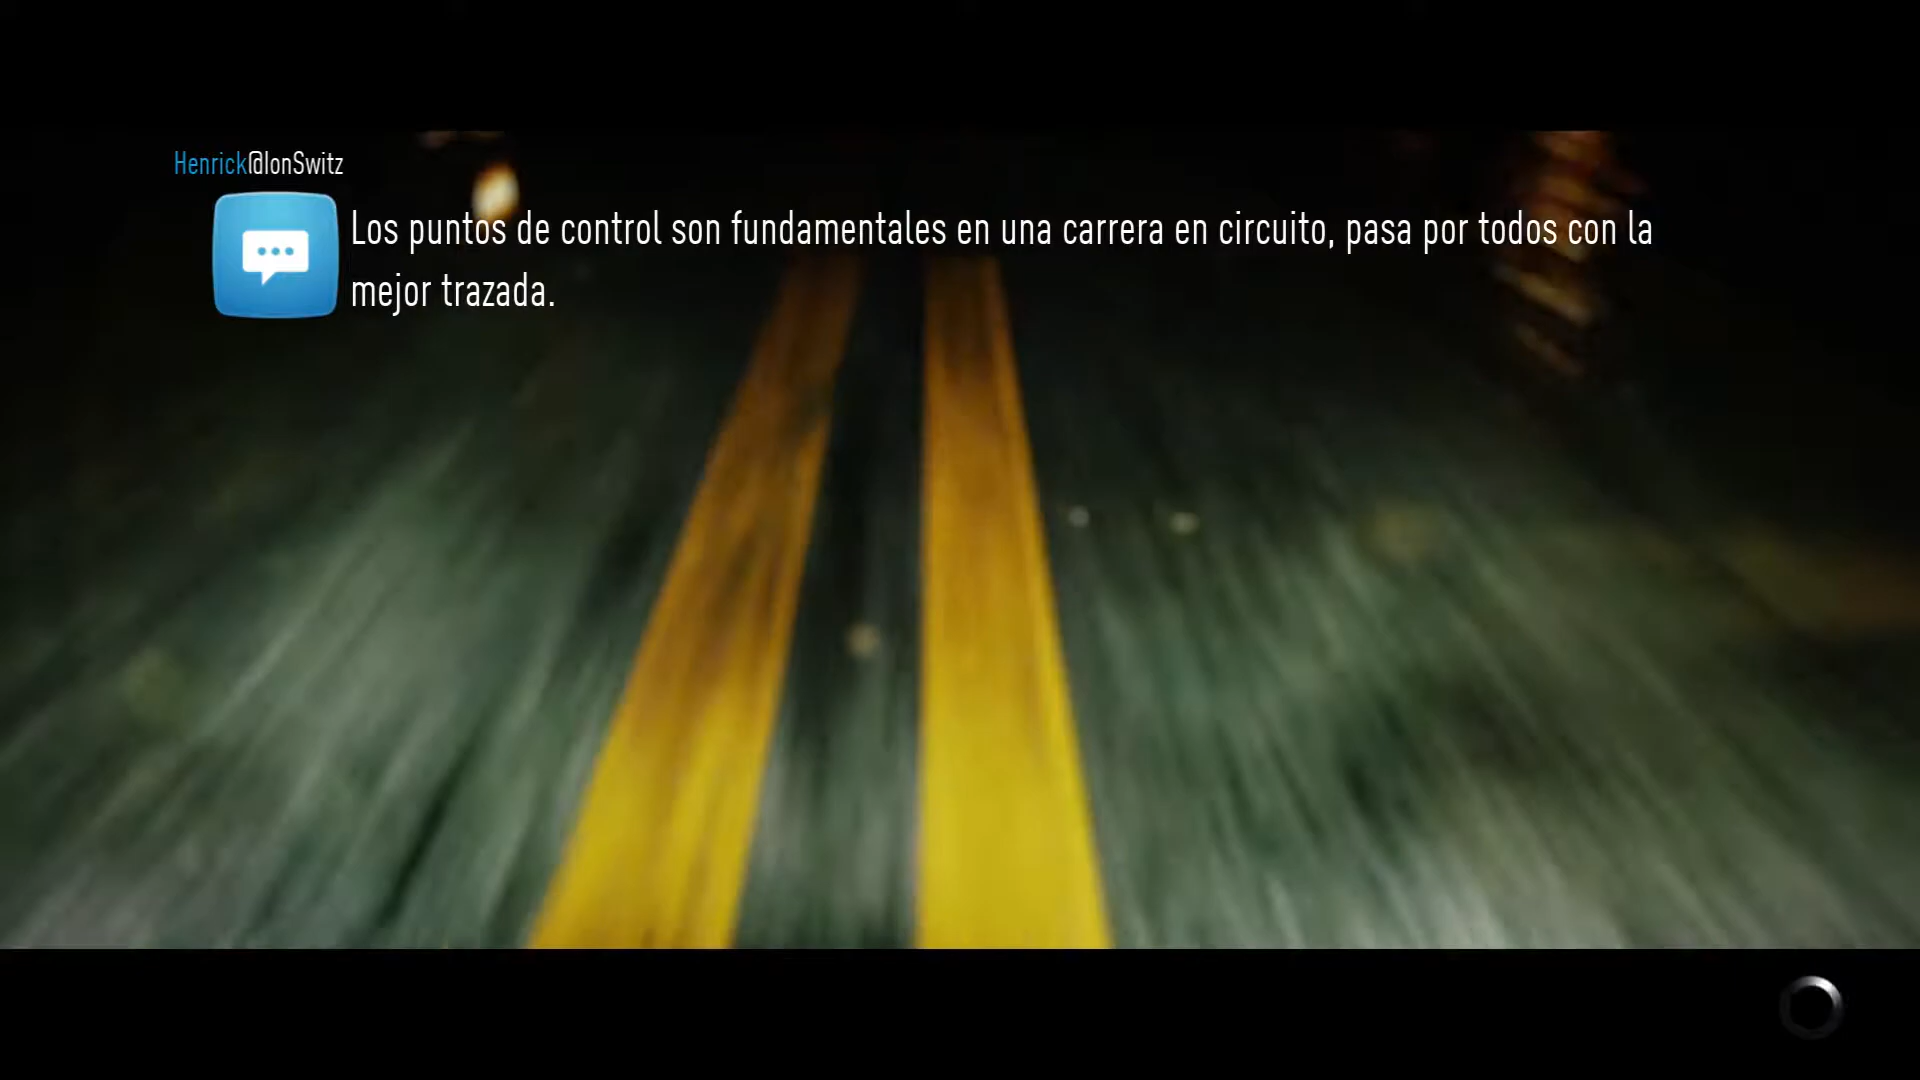 Henrick@IonSwitz
Los puntos de control son fundamentales en una carrera en circuito, pasa por todos con la
mejor trazada.